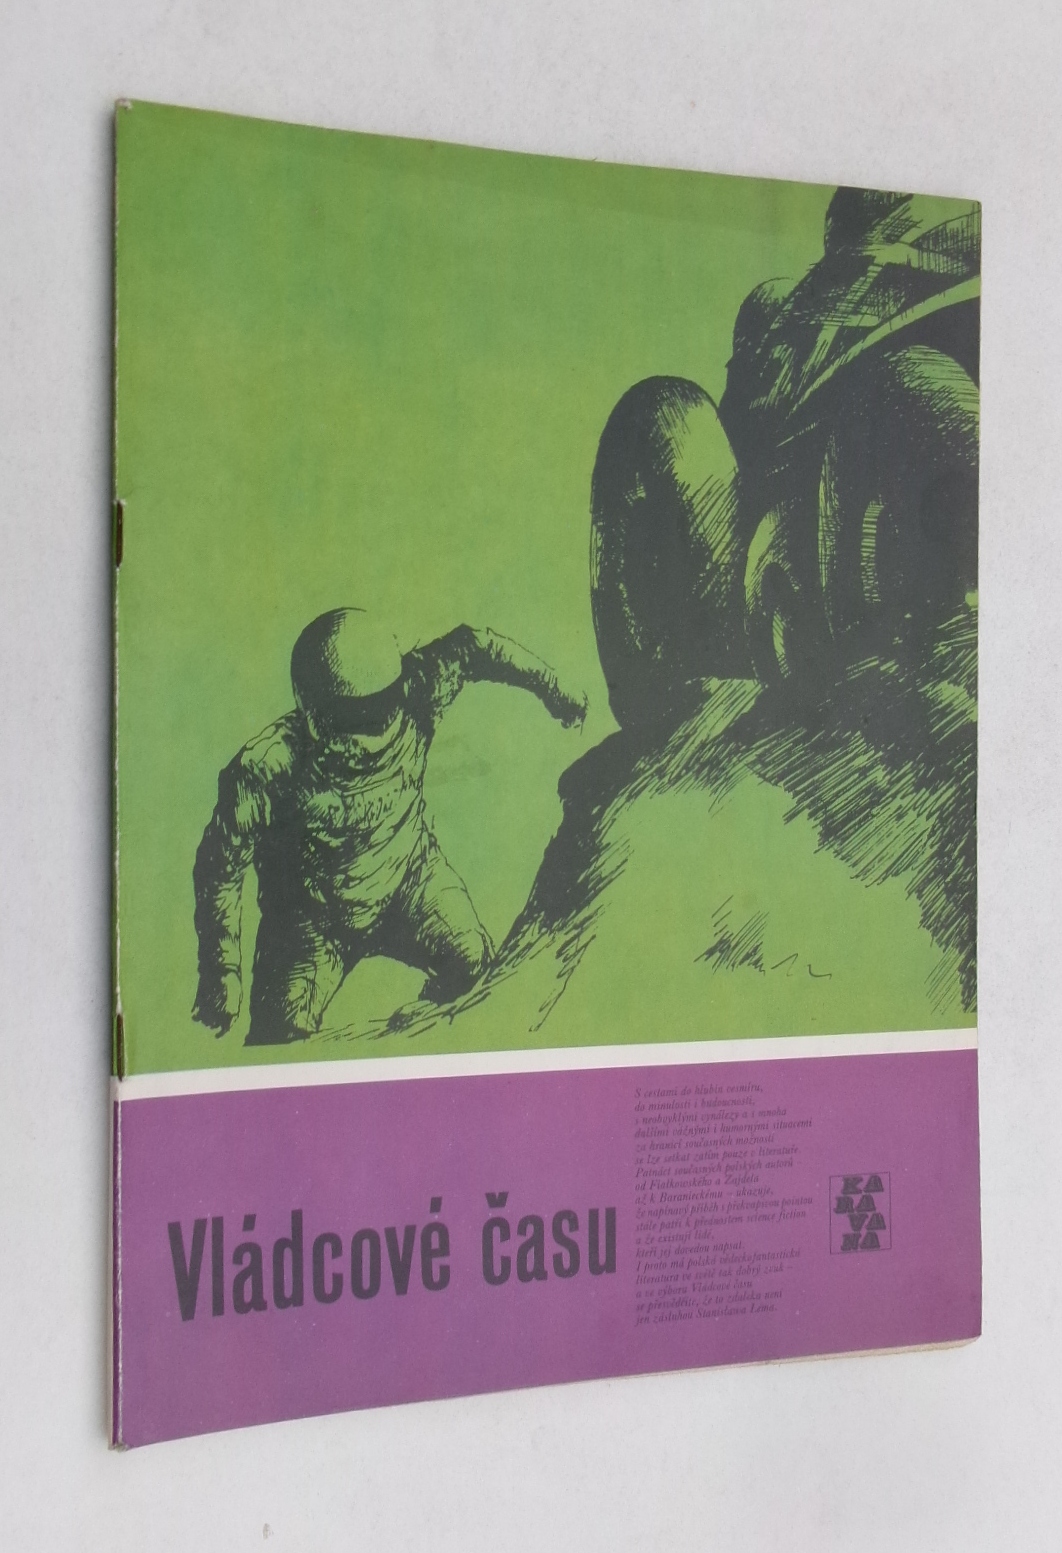 S cestami do hlubin vesmíru,
do minulosti i budoucnosti,
s neobvyklými vynálezy a s mnoha
dalšími vážnými i humornými situacemi
za hranicí současných možností
se lze setkat zatím pouze v literatuře.
Patnáct současných polských autorů –
od Fiałkowského a Zajdela
až k Baranieckému – ukazuje,
že napínavý příběh s překvapivou pointou
stále patří k přednostem science fiction
a že existují lidé,
kteří jej dovedou napsat.
I proto má polská vědeckofantastická
literatura ve světě tak dobrý zvuk –
a ve výboru Vládcové času
se přesvědčíte, že to zdaleka není
jen zásluhou Stanisława Lema.
Vládcové času
KA
RA
VA
NA